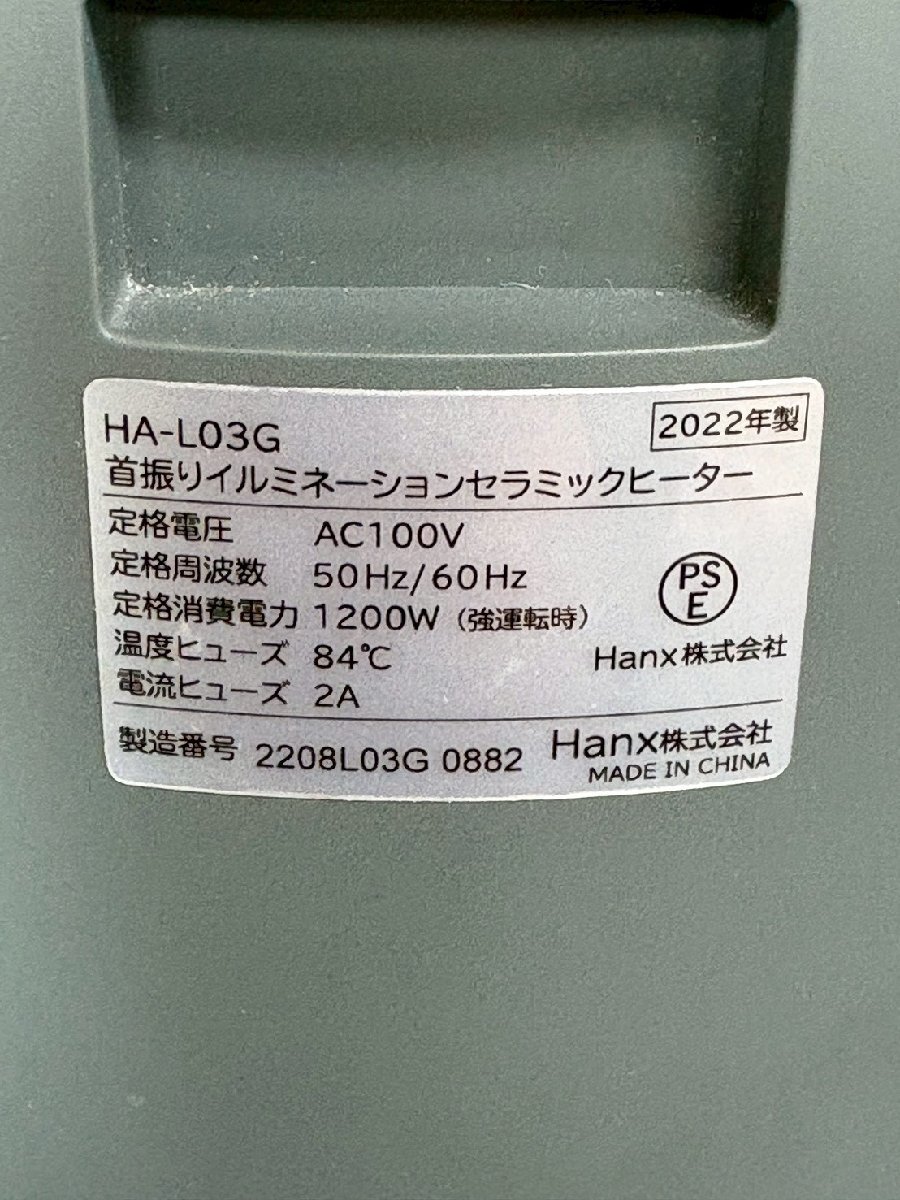 HA-L03G
2022年製
首振りイルミネーションセラミックヒーター
定格電圧 AC100V
定格周波数 50Hz/60Hz
定格消費電力 1200W（強運転時）
温度ヒューズ 84℃
電流ヒューズ 2A
PS
E
Hanx株式会社
製造番号 2208L03G 0882
Hanx株式会社
MADE IN CHINA